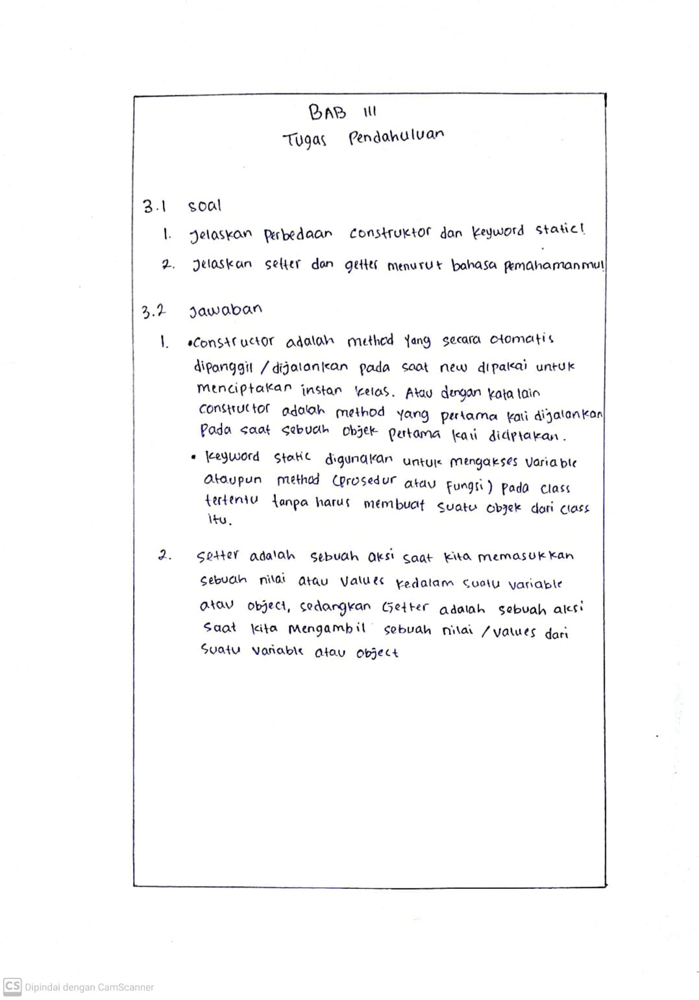 BAB III
Tugas Pendahuluan
3.1 Soal
1. Jelaskan Perbedaan Construktor dan keyword static!
2. Jelaskan setter dan getter menurut bahasa pemahamanmu!
3.2 Jawaban
1. •Constructor adalah method yang secara otomatis
dipanggil / dijalankan pada saat new dipakai untuk
menciptakan instan kelas. Atau dengan kata lain
constructor adalah method yang pertama kali dijalankan
Pada saat sebuah objek pertama kali diciptakan.
• keyword static digunakan untuk mengakses Variable
ataupun method (prosedur atau Fungsi) pada class
tertentu tanpa harus membuat suatu objek dari class
itu.
2. Setter adalah sebuah aksi saat kita memasukkan
sebuah nilai atau Values kedalam suatu variable
atau object, sedangkan Getter adalah sebuah aksi
saat kita mengambil sebuah nilai / values dari
suatu variable atau object
CS Dipindai dengan CamScanner